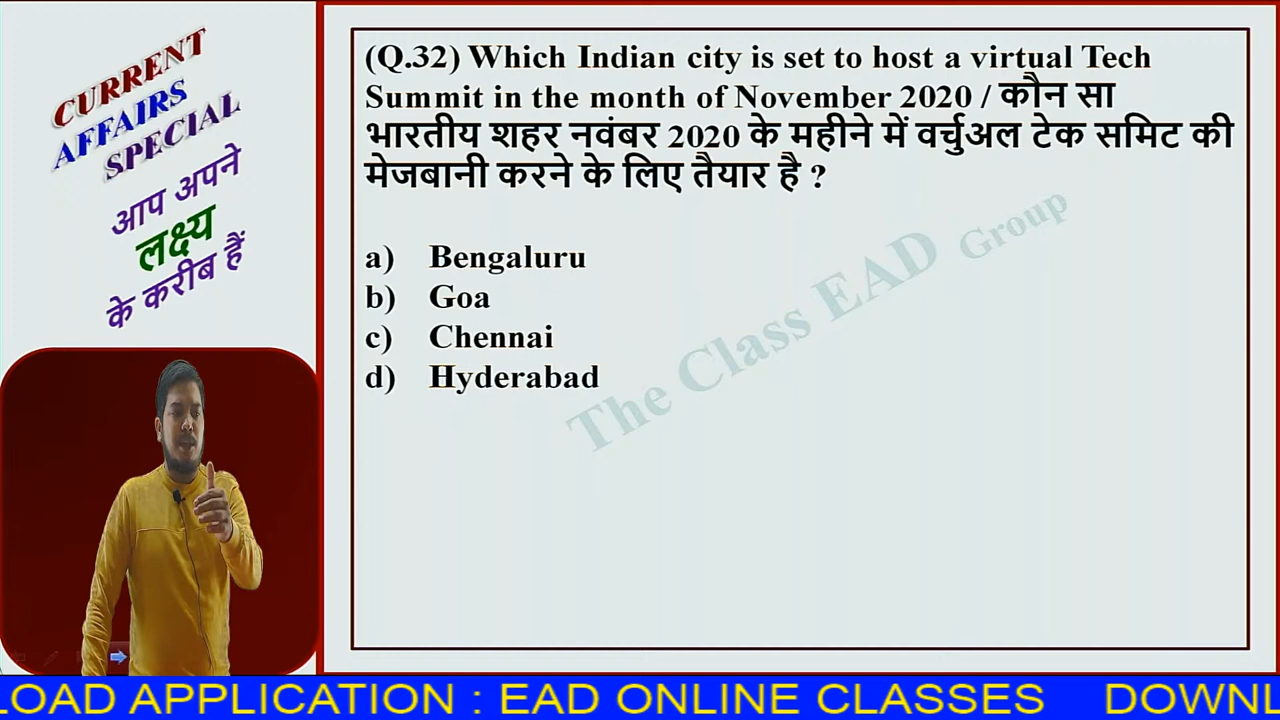 CURRENT
AFFAIRS
SPECIAL
आप अपने
लक्ष्य
के करीब हैं
(Q.32) Which Indian city is set to host a virtual Tech
Summit in the month of November 2020 / कौन सा
भारतीय शहर नवंबर 2020 के महीने में वर्चुअल टेक समिट की
मेजबानी करने के लिए तैयार है ?
a) Bengaluru
b) Goa
c) Chennai
d) Hyderabad
The Class EAD Group
LOAD APPLICATION : EAD ONLINE CLASSES DOWNL